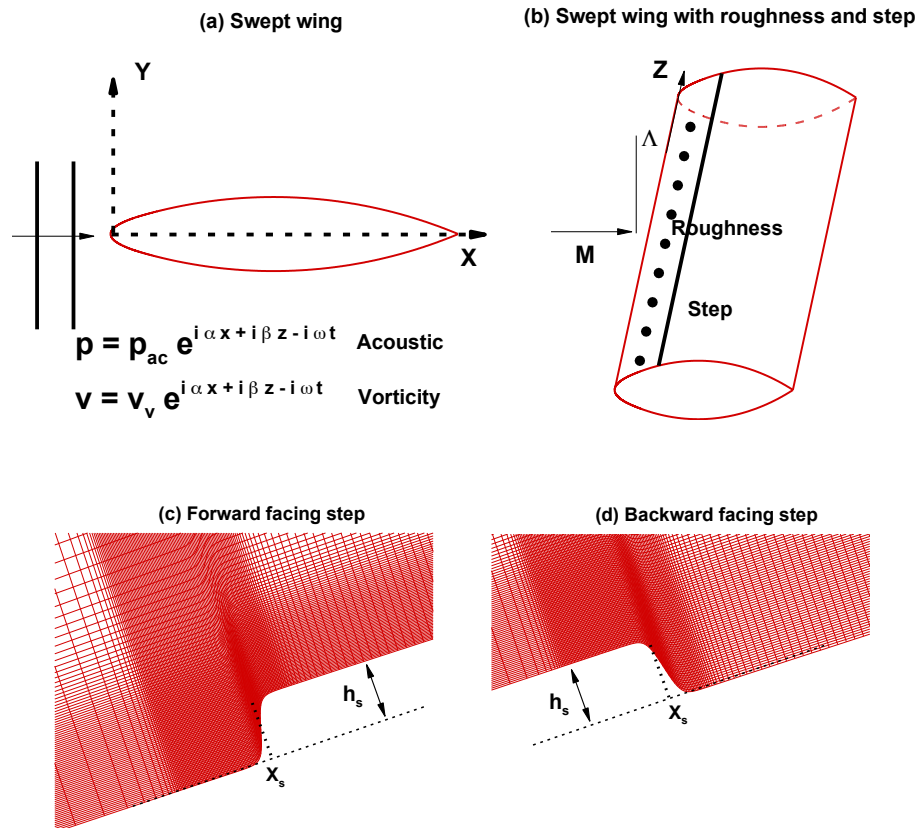 (a) Swept wing
Y
X
p = p_ac e^{i α x + i β z - i ω t} Acoustic
v = v_v e^{i α x + i β z - i ω t} Vorticity
(b) Swept wing with roughness and step
Z
Λ
M
Roughness
Step
(c) Forward facing step
h_s
X_s
(d) Backward facing step
h_s
X_s